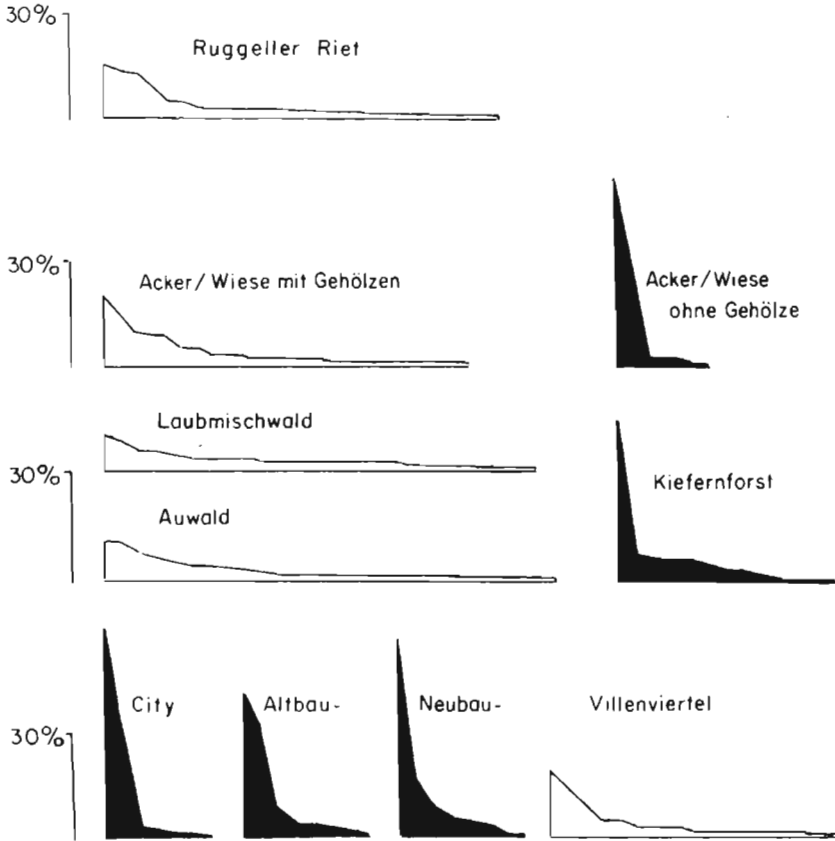 30%
Ruggeller Riet
30%
Acker/Wiese mit Gehölzen
Acker/Wiese
ohne Gehölze
Laubmischwald
30%
Kiefernforst
Auwald
City
Altbau-
Neubau-
Villenviertel
30%